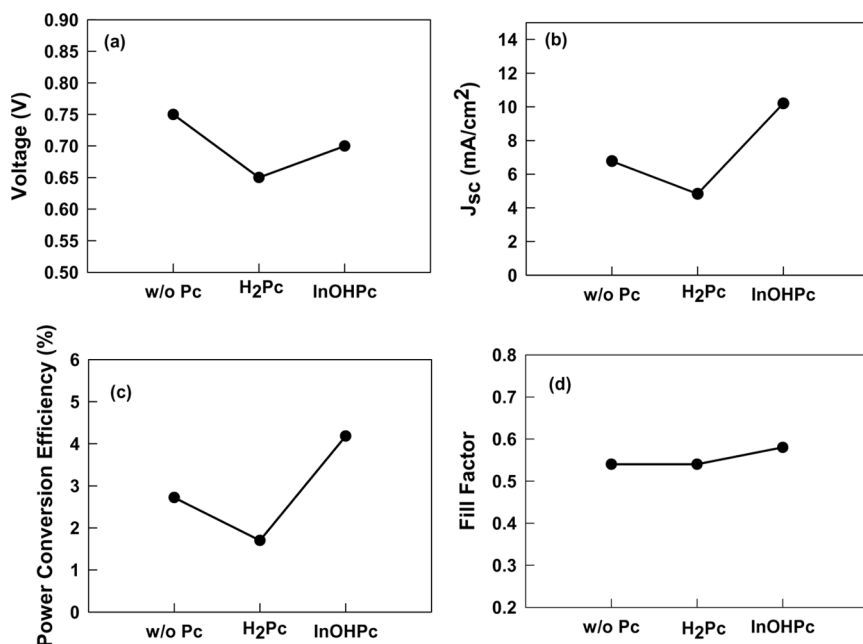 (a)
Voltage (V)
0.90
0.85
0.80
0.75
0.70
0.65
0.60
0.55
0.50
w/o Pc H2Pc InOHPc
(b)
Jsc (mA/cm2)
14
12
10
8
6
4
2
0
w/o Pc H2Pc InOHPc
(c)
Power Conversion Efficiency (%)
6
5
4
3
2
1
0
w/o Pc H2Pc InOHPc
(d)
Fill Factor
0.8
0.7
0.6
0.5
0.4
0.3
0.2
w/o Pc H2Pc InOHPc